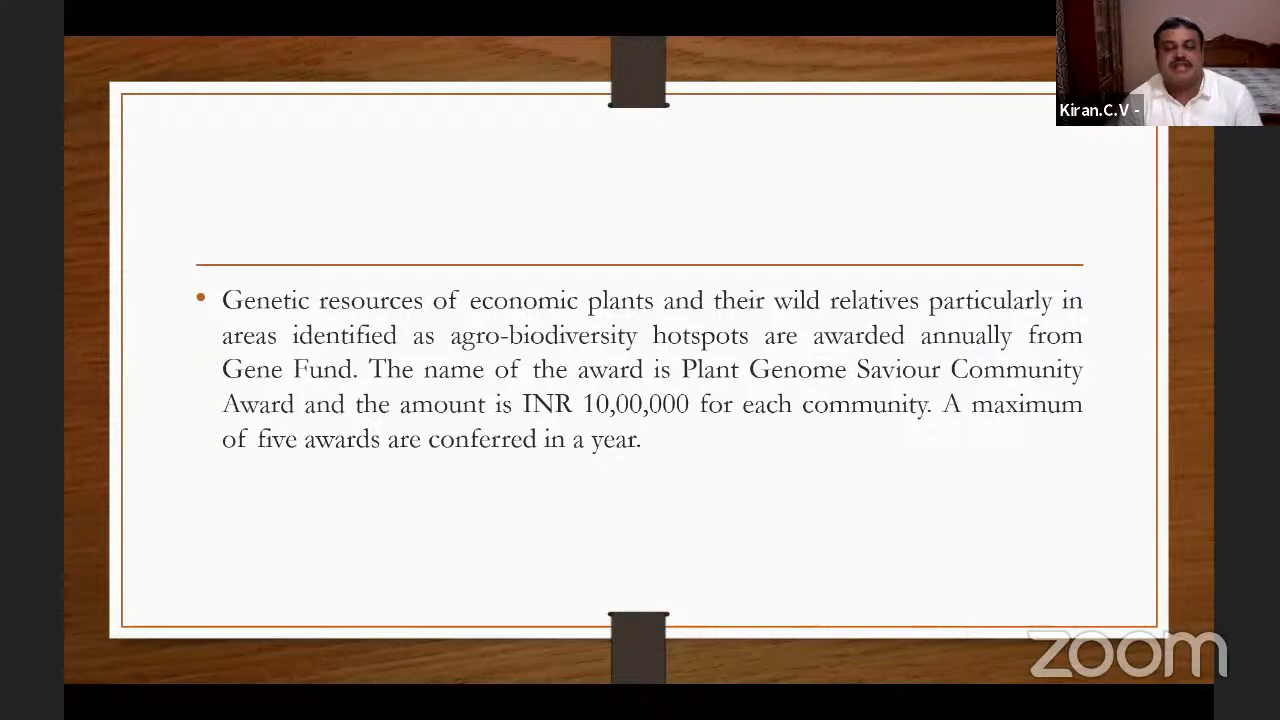 Kiran.C.V -
• Genetic resources of economic plants and their wild relatives particularly in
areas identified as agro-biodiversity hotspots are awarded annually from
Gene Fund. The name of the award is Plant Genome Saviour Community
Award and the amount is INR 10,00,000 for each community. A maximum
of five awards are conferred in a year.
zoom